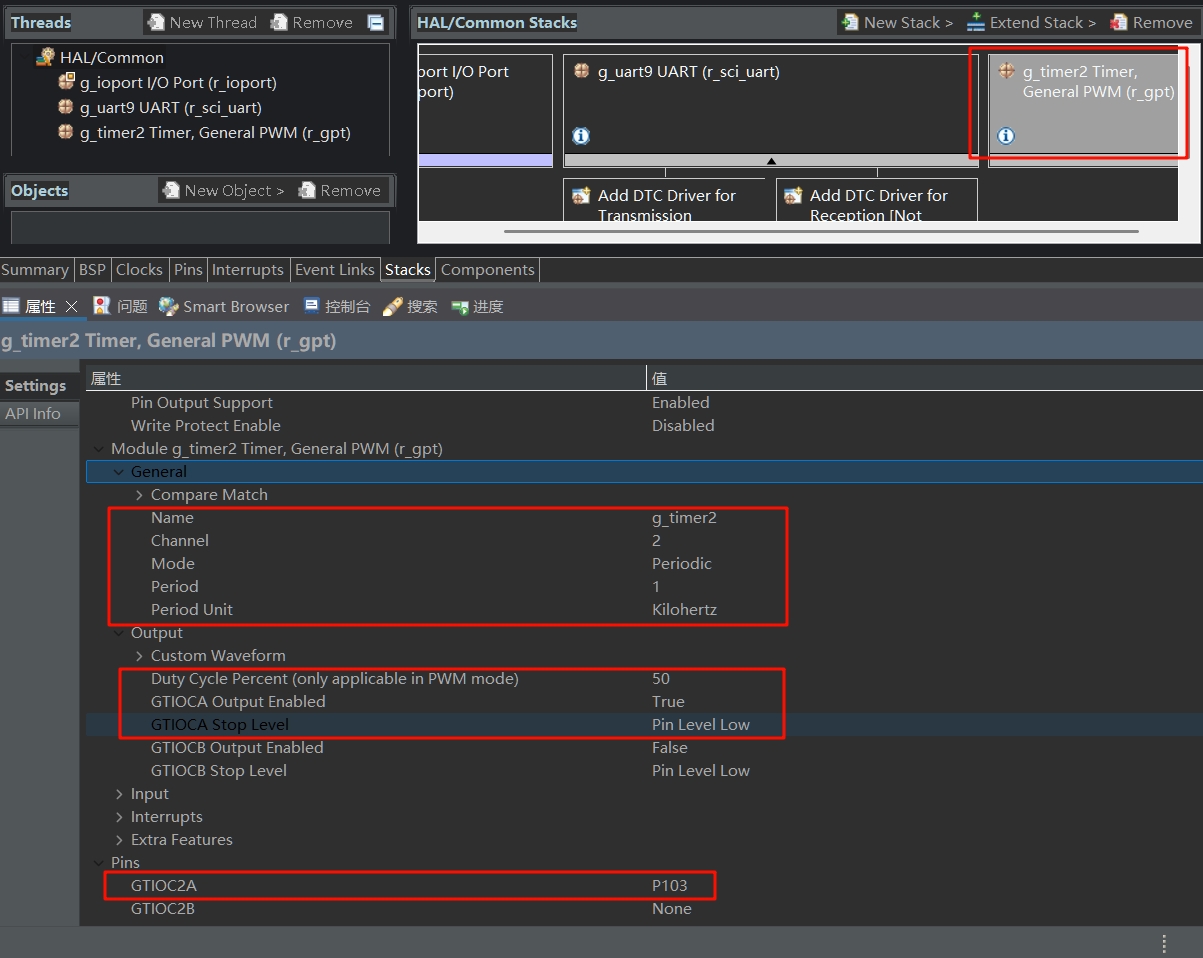 Threads
New Thread
Remove
HAL/Common
g_ioport I/O Port (r_ioport)
g_uart9 UART (r_sci_uart)
g_timer2 Timer, General PWM (r_gpt)
Objects
New Object >
Remove
HAL/Common Stacks
New Stack >
Extend Stack >
Remove
port I/O Port
port)
g_uart9 UART (r_sci_uart)
g_timer2 Timer,
General PWM (r_gpt)
Add DTC Driver for
Transmission
Add DTC Driver for
Reception [Not
Summary BSP Clocks Pins Interrupts Event Links Stacks Components
属性 问题 Smart Browser 控制台 搜索 进度
g_timer2 Timer, General PWM (r_gpt)
Settings
API Info
属性 值
Pin Output Support Enabled
Write Protect Enable Disabled
Module g_timer2 Timer, General PWM (r_gpt)
General
Compare Match
Name g_timer2
Channel 2
Mode Periodic
Period 1
Period Unit Kilohertz
Output
Custom Waveform
Duty Cycle Percent (only applicable in PWM mode) 50
GTIOCA Output Enabled True
GTIOCA Stop Level Pin Level Low
GTIOCB Output Enabled False
GTIOCB Stop Level Pin Level Low
Input
Interrupts
Extra Features
Pins
GTIOC2A P103
GTIOC2B None